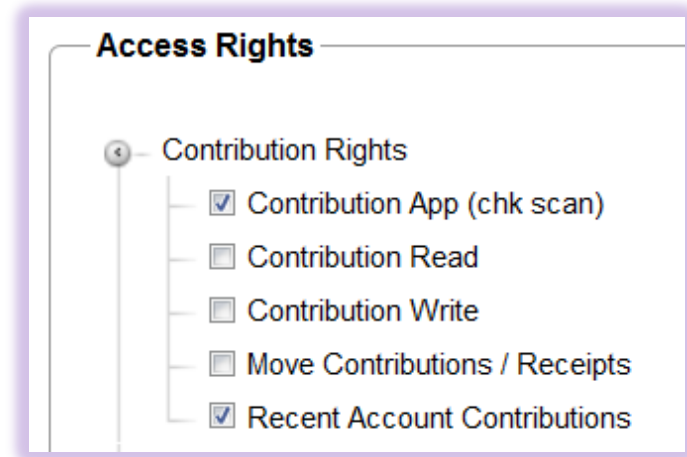 Access Rights
Contribution Rights
Contribution App (chk scan)
Contribution Read
Contribution Write
Move Contributions / Receipts
Recent Account Contributions